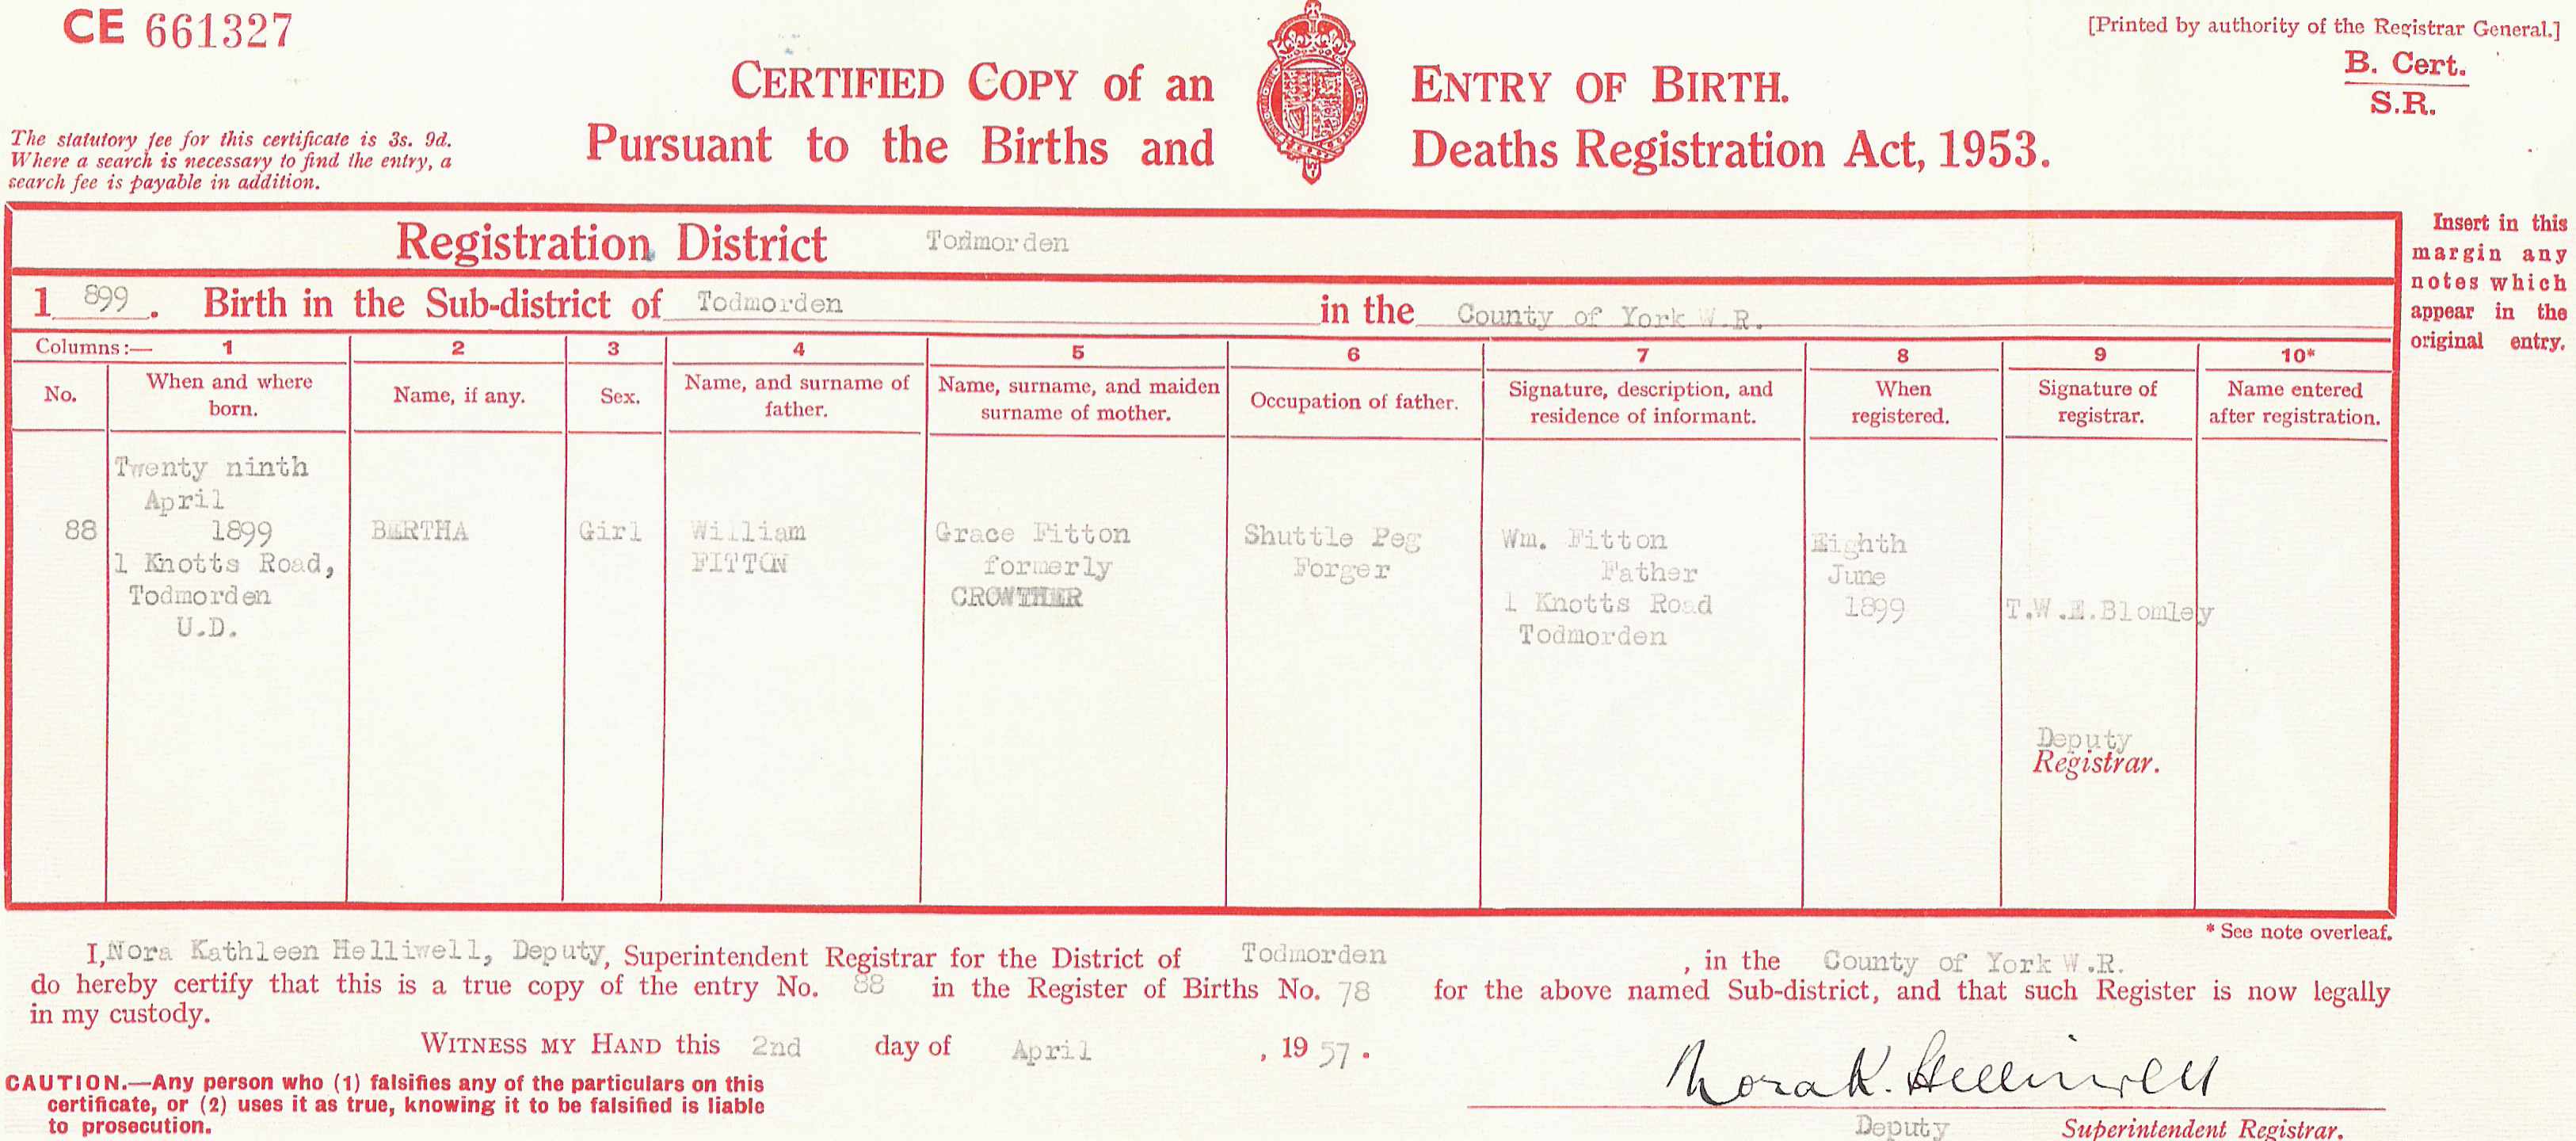 CE 661327
[Printed by authority of the Registrar General.]
B. Cert.
S.R.
CERTIFIED COPY of an ENTRY OF BIRTH.
Pursuant to the Births and Deaths Registration Act, 1953.
The statutory fee for this certificate is 3s. 9d.
Where a search is necessary to find the entry, a
search fee is payable in addition.
Insert in this
margin any
notes which
appear in the
original entry.
Registration District Todmorden
1 899. Birth in the Sub-district of Todmorden in the County of York W.R.
Columns:— 1 2 3 4 5 6 7 8 9 10*
No.
When and where
born.
Name, if any.
Sex.
Name, and surname of
father.
Name, surname, and maiden
surname of mother.
Occupation of father.
Signature, description, and
residence of informant.
When
registered.
Signature of
registrar.
Name entered
after registration.
88
Twenty ninth
April
1899
1 Knotts Road,
Todmorden
U.D.
BERTHA
Girl
William
FITTON
Grace Fitton
formerly
CROWTHER
Shuttle Peg
Forger
Wm. Fitton
Father
1 Knotts Road
Todmorden
Eighth
June
1899
T.W.E.Blomley
Deputy
Registrar.
* See note overleaf.
I, Nora Kathleen Helliwell, Deputy, Superintendent Registrar for the District of Todmorden, in the County of York W.R.
do hereby certify that this is a true copy of the entry No. 88 in the Register of Births No. 78 for the above named Sub-district, and that such Register is now legally
in my custody.
WITNESS MY HAND this 2nd day of April, 19 57.
CAUTION.—Any person who (1) falsifies any of the particulars on this
certificate, or (2) uses it as true, knowing it to be falsified is liable
to prosecution.
Nora K. Helliwell
Deputy Superintendent Registrar.